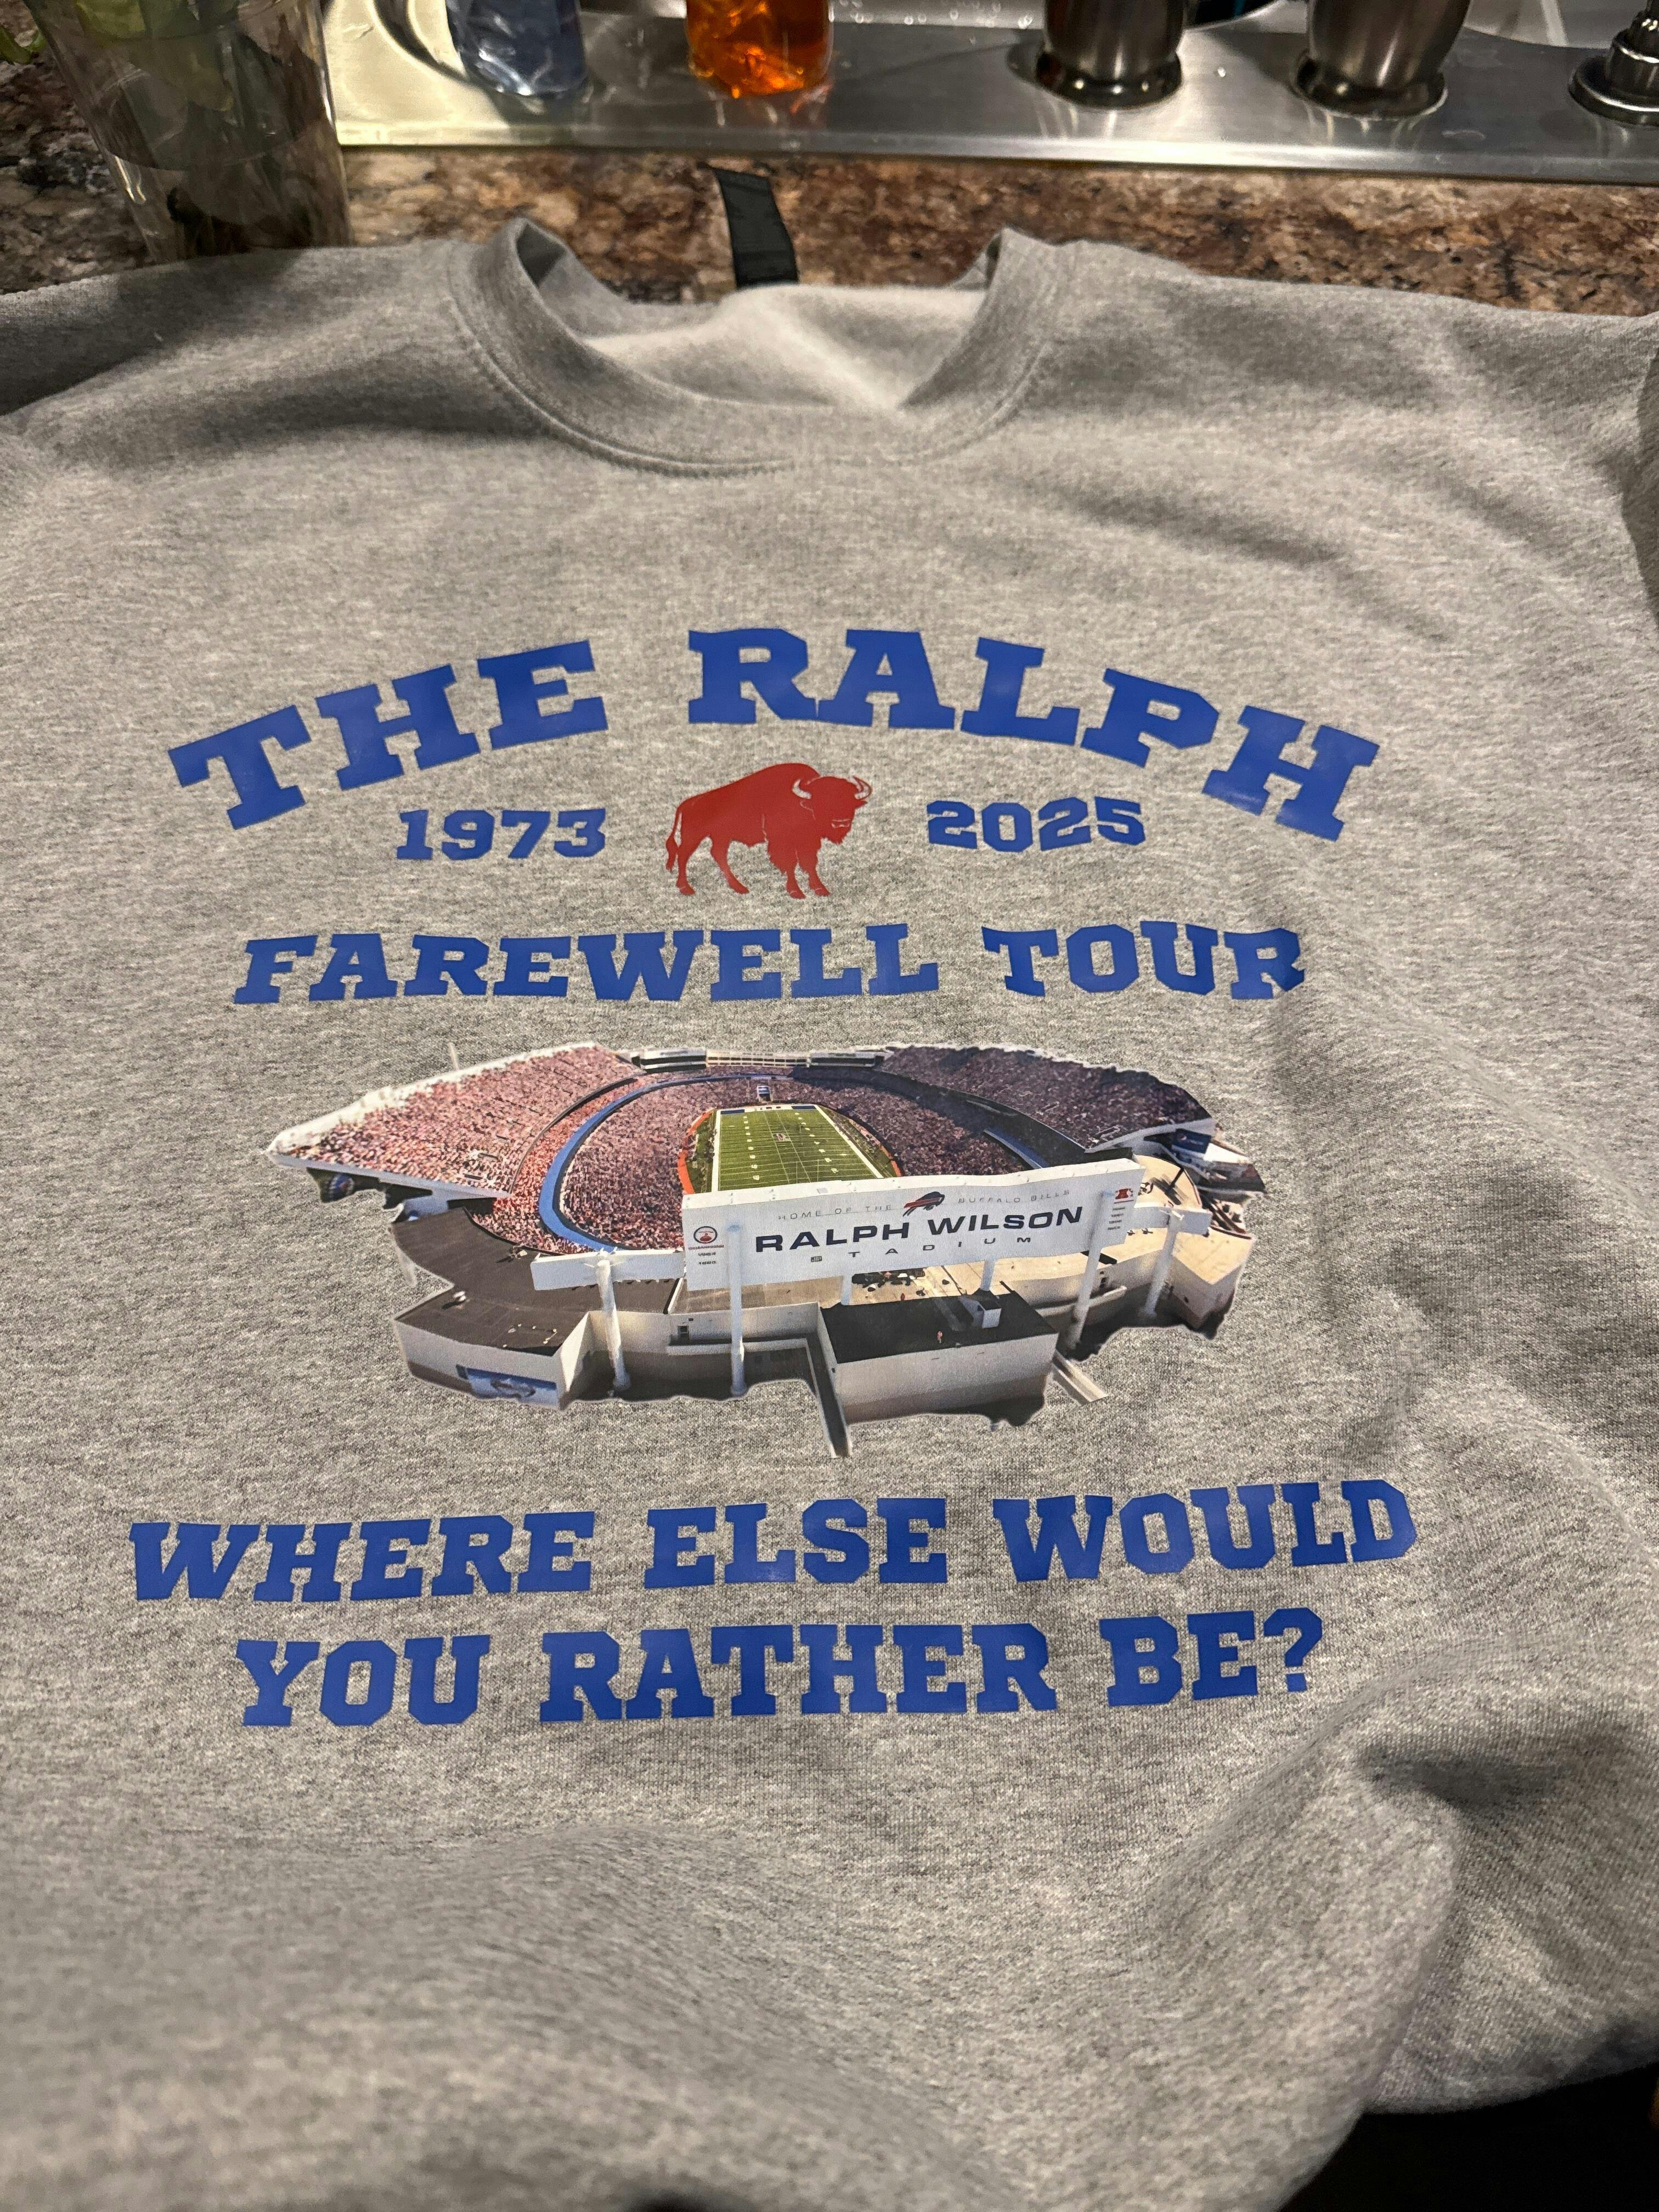 THE RALPH
1973 2025
FAREWELL TOUR
HOME OF THE BUFFALO BILLS
RALPH WILSON
STADIUM
WHERE ELSE WOULD
YOU RATHER BE?